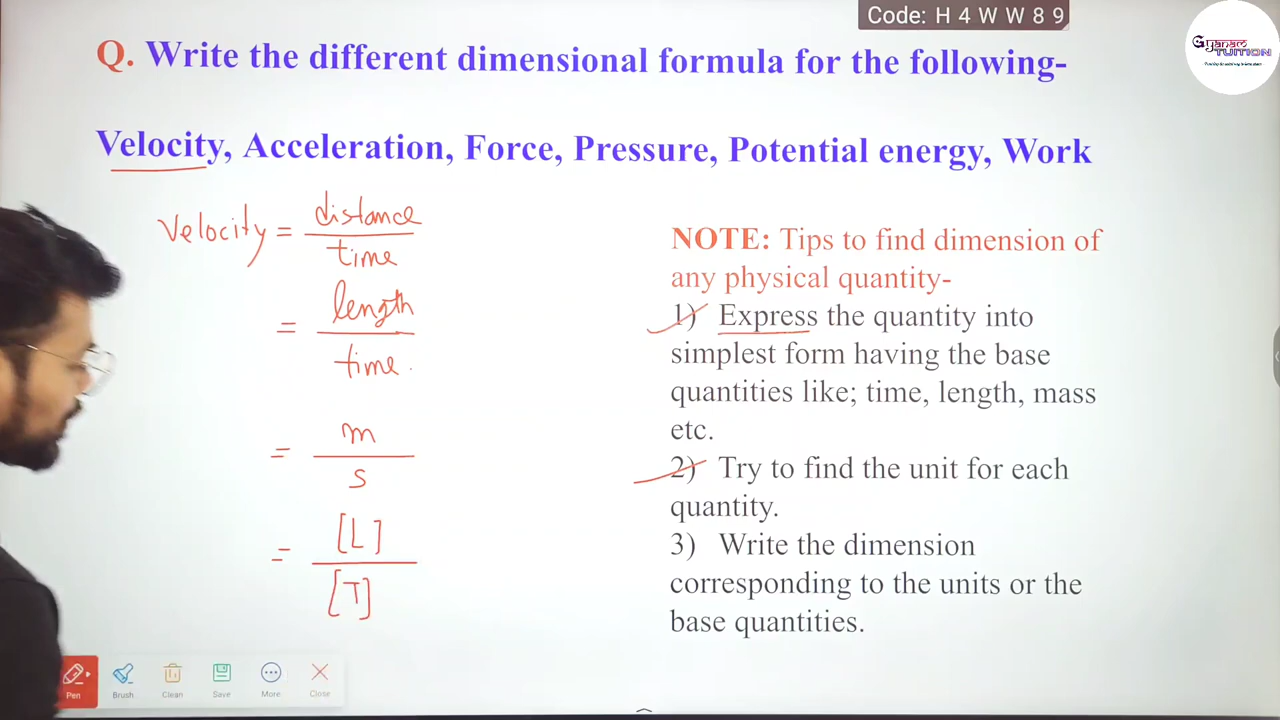 Code: H 4 W W 8 9
Gyanam
TUITION
Q. Write the different dimensional formula for the following-
Velocity, Acceleration, Force, Pressure, Potential energy, Work
Velocity = distance
time
= length
time
= m
s
= [L]
[T]
NOTE: Tips to find dimension of
any physical quantity-
1) Express the quantity into
simplest form having the base
quantities like; time, length, mass
etc.
2) Try to find the unit for each
quantity.
3) Write the dimension
corresponding to the units or the
base quantities.
Pen Brush Clean Save More Close